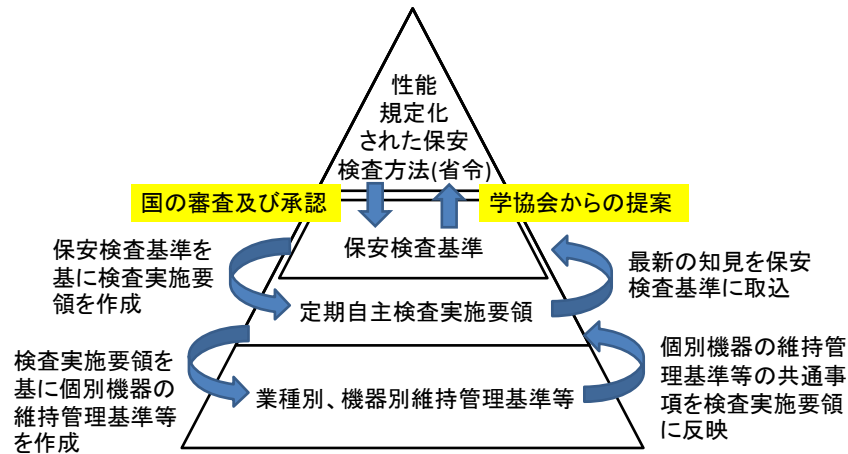 性能
規定化
された保安
検査方法(省令)
国の審査及び承認
学協会からの提案
保安検査基準
保安検査基準を
基に検査実施要
領を作成
最新の知見を保安
検査基準に取込
定期自主検査実施要領
検査実施要領を
基に個別機器の
維持管理基準等
を作成
個別機器の維持管
理基準等の共通事
項を検査実施要領
に反映
業種別、機器別維持管理基準等